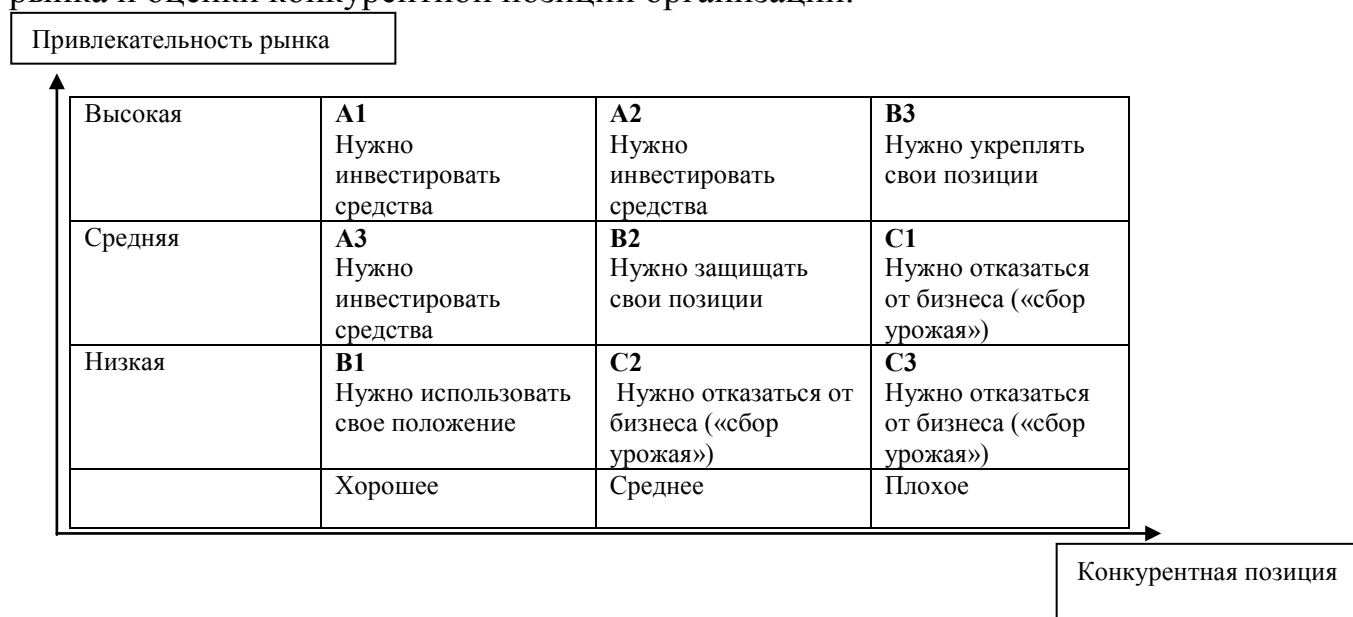 рынка и оценки конкурентной позиции организации.
Привлекательность рынка
Высокая
A1
Нужно
инвестировать
средства
A2
Нужно
инвестировать
средства
B3
Нужно укреплять
свои позиции
Средняя
A3
Нужно
инвестировать
средства
B2
Нужно защищать
свои позиции
C1
Нужно отказаться
от бизнеса («сбор
урожая»)
Низкая
B1
Нужно использовать
свое положение
C2
Нужно отказаться от
бизнеса («сбор
урожая»)
C3
Нужно отказаться
от бизнеса («сбор
урожая»)
Хорошее
Среднее
Плохое
Конкурентная позиция